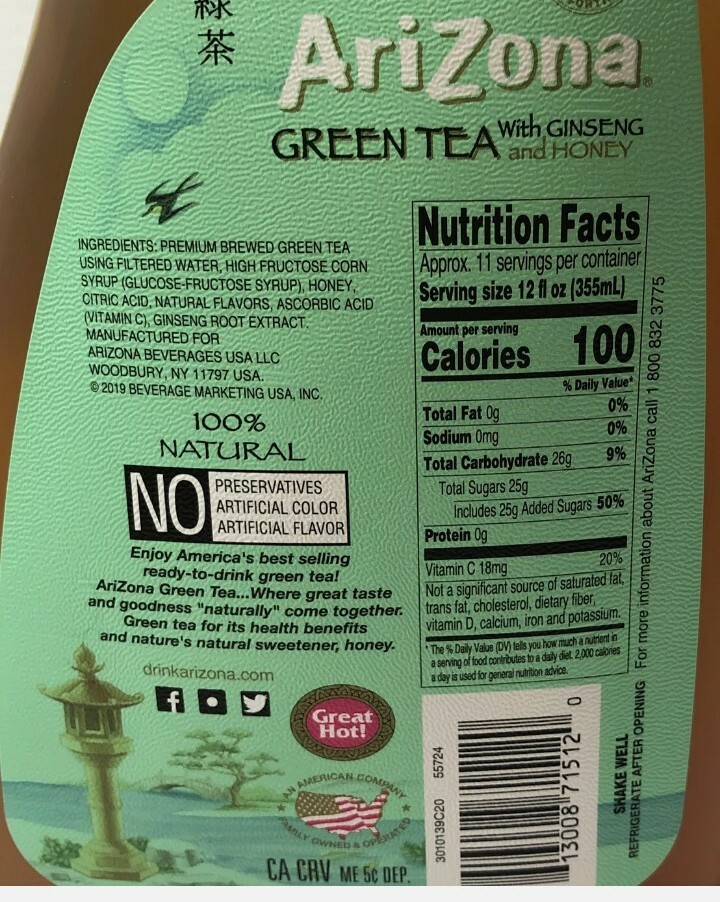 緑
茶
AriZona
GREEN TEA With GINSENG
and HONEY
INGREDIENTS: PREMIUM BREWED GREEN TEA
USING FILTERED WATER, HIGH FRUCTOSE CORN
SYRUP (GLUCOSE-FRUCTOSE SYRUP), HONEY,
CITRIC ACID, NATURAL FLAVORS, ASCORBIC ACID
(VITAMIN C), GINSENG ROOT EXTRACT.
MANUFACTURED FOR
ARIZONA BEVERAGES USA LLC
WOODBURY, NY 11797 USA.
© 2019 BEVERAGE MARKETING USA, INC.
100%
NATURAL
NO PRESERVATIVES
ARTIFICIAL COLOR
ARTIFICIAL FLAVOR
Enjoy America's best selling
ready-to-drink green tea!
AriZona Green Tea...Where great taste
and goodness "naturally" come together.
Green tea for its health benefits
and nature's natural sweetener, honey.
drinkarizona.com
Great
Hot!
AN AMERICAN COMPANY
FAMILY OWNED & OPERATED
CA CRV ME 5¢ DEP.
Nutrition Facts
Approx. 11 servings per container
Serving size 12 fl oz (355mL)
Amount per serving
Calories 100
% Daily Value*
Total Fat 0g 0%
Sodium 0mg 0%
Total Carbohydrate 26g 9%
Total Sugars 25g
Includes 25g Added Sugars 50%
Protein 0g
Vitamin C 18mg 20%
Not a significant source of saturated fat,
trans fat, cholesterol, dietary fiber,
vitamin D, calcium, iron and potassium.
* The % Daily Value (DV) tells you how much a nutrient in
a serving of food contributes to a daily diet. 2,000 calories
a day is used for general nutrition advice.
For more information about AriZona call 1 800 832 3775
3010139C20 55724
13008 71512 0
SHAKE WELL
REFRIGERATE AFTER OPENING